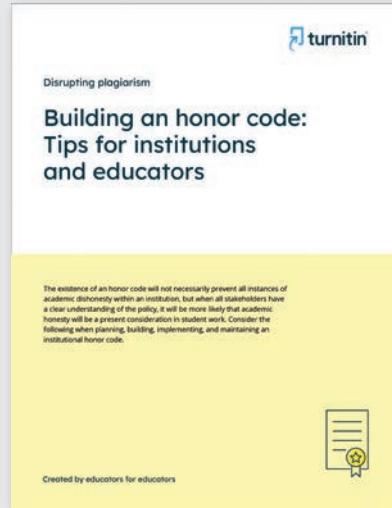 turnitin
Disrupting plagiarism
Building an honor code:
Tips for institutions
and educators
The existence of an honor code will not necessarily prevent all instances of
academic dishonesty within an institution, but when all stakeholders have
a clear understanding of the policy, it will be more likely that academic
honesty will be a present consideration in student work. Consider the
following when planning, building, implementing, and maintaining an
institutional honor code.
Created by educators for educators